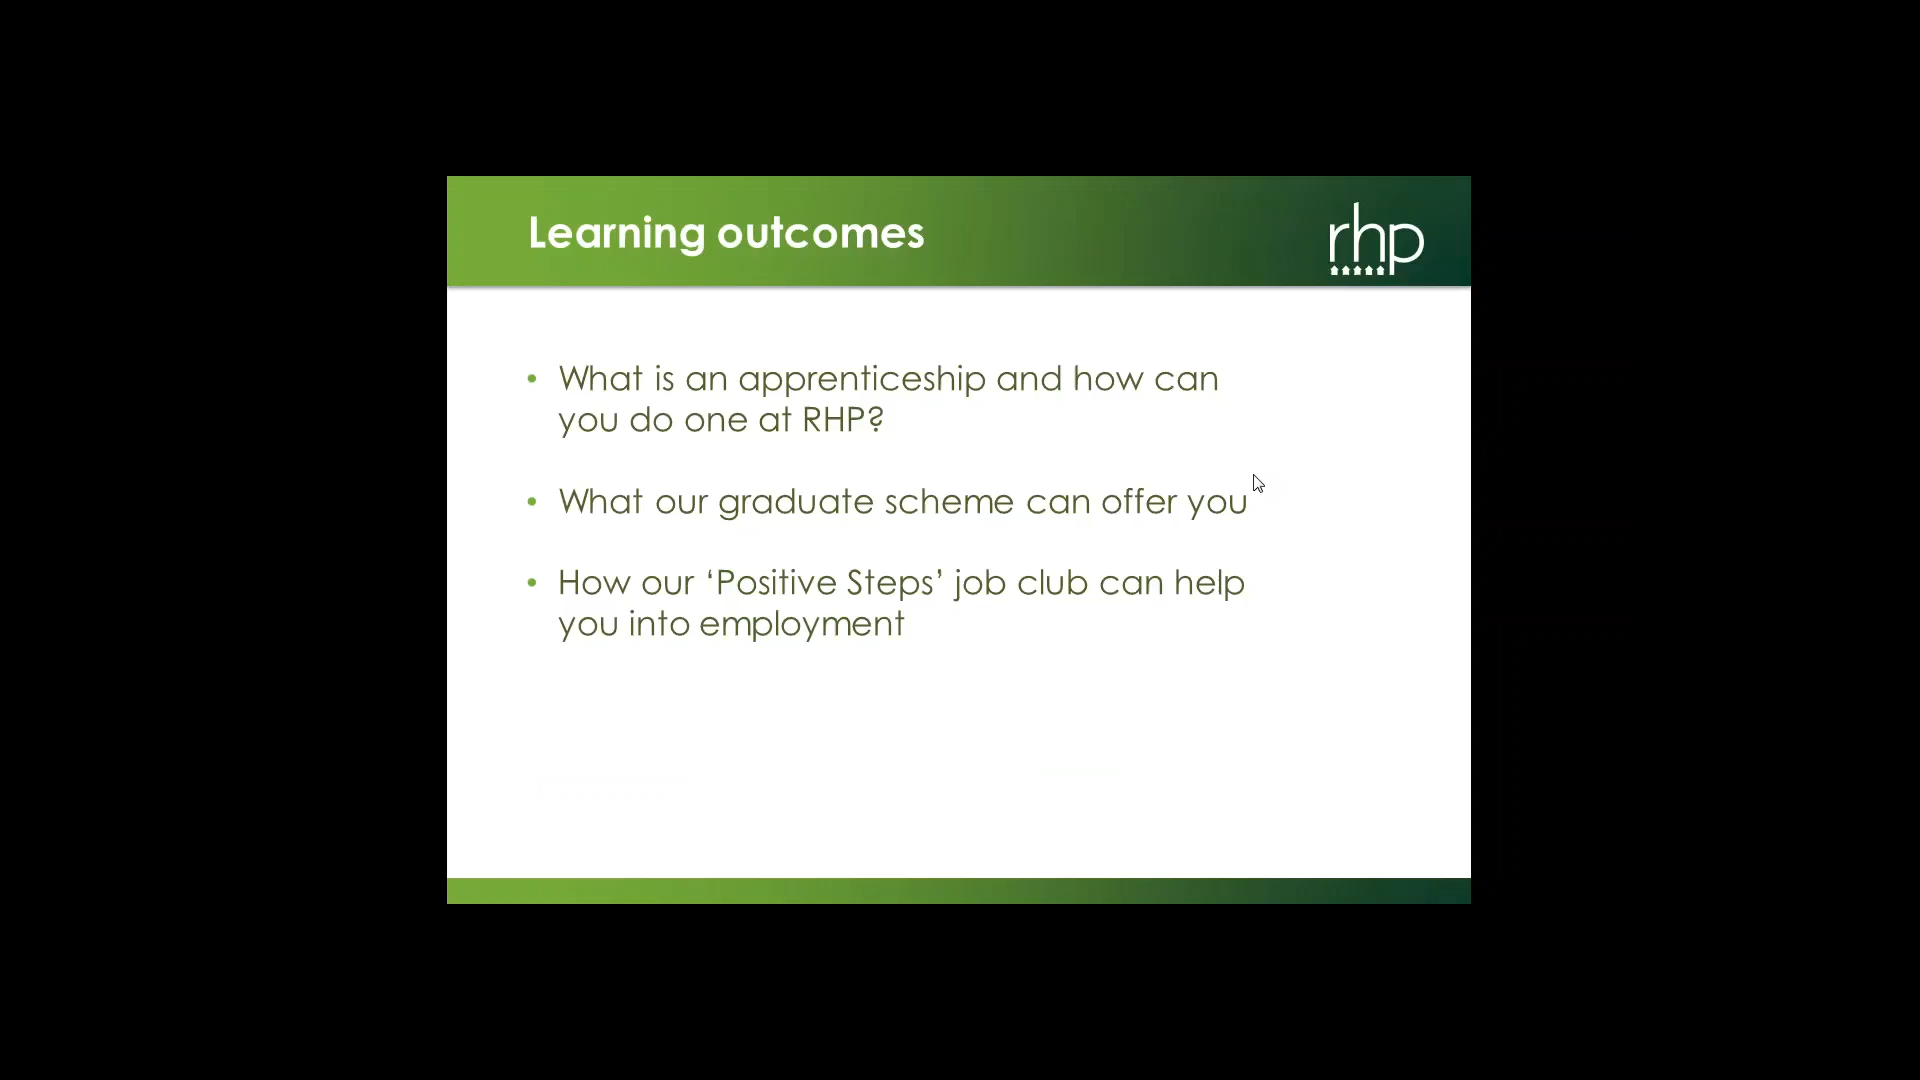 Learning outcomes
rhp
• What is an apprenticeship and how can
you do one at RHP?
• What our graduate scheme can offer you
• How our ‘Positive Steps’ job club can help
you into employment